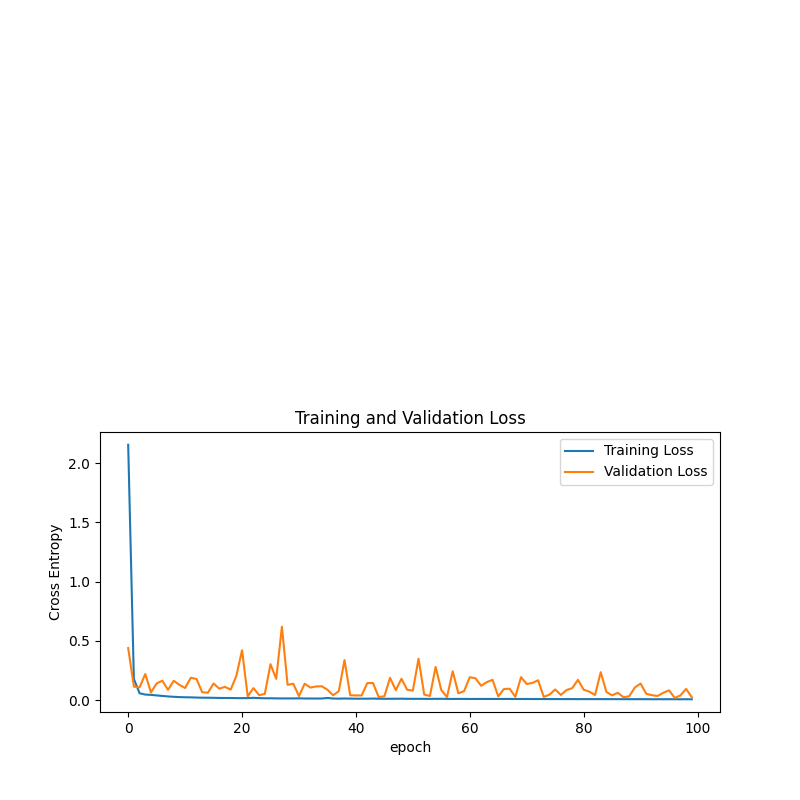 Training and Validation Loss
Training Loss
Validation Loss
Cross Entropy
2.0
1.5
1.0
0.5
0.0
0 20 40 60 80 100
epoch